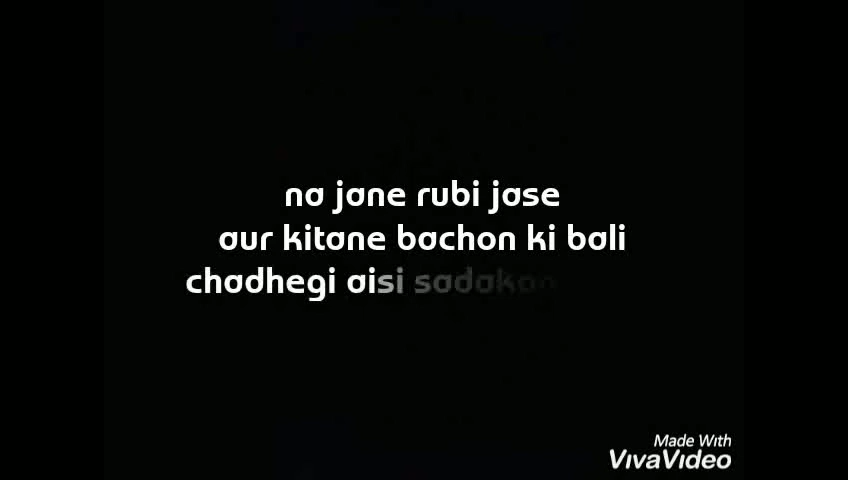 na jane rubi jase
aur kitane bachon ki bali
chadhegi aisi sadakon
Made With
VivaVideo